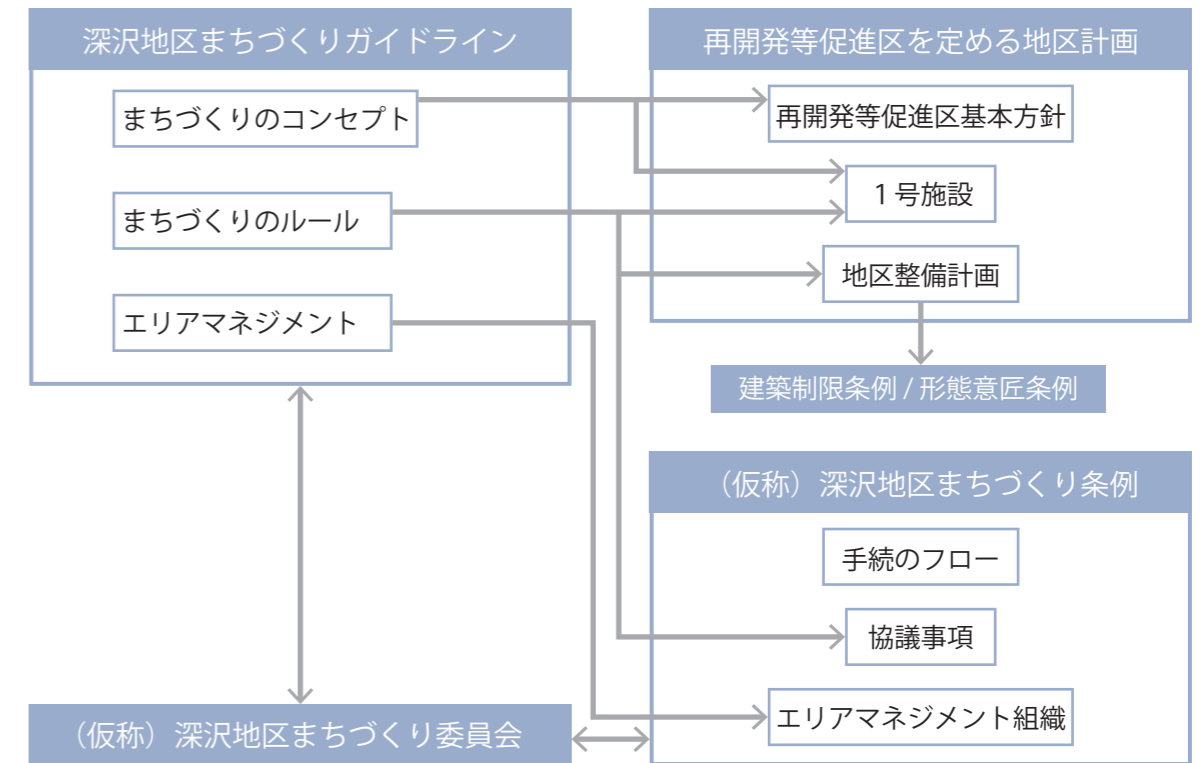 深沢地区まちづくりガイドライン
まちづくりのコンセプト
まちづくりのルール
エリアマネジメント
再開発等促進区を定める地区計画
再開発等促進区基本方針
1号施設
地区整備計画
建築制限条例 / 形態意匠条例
（仮称）深沢地区まちづくり条例
手続のフロー
協議事項
エリアマネジメント組織
（仮称）深沢地区まちづくり委員会